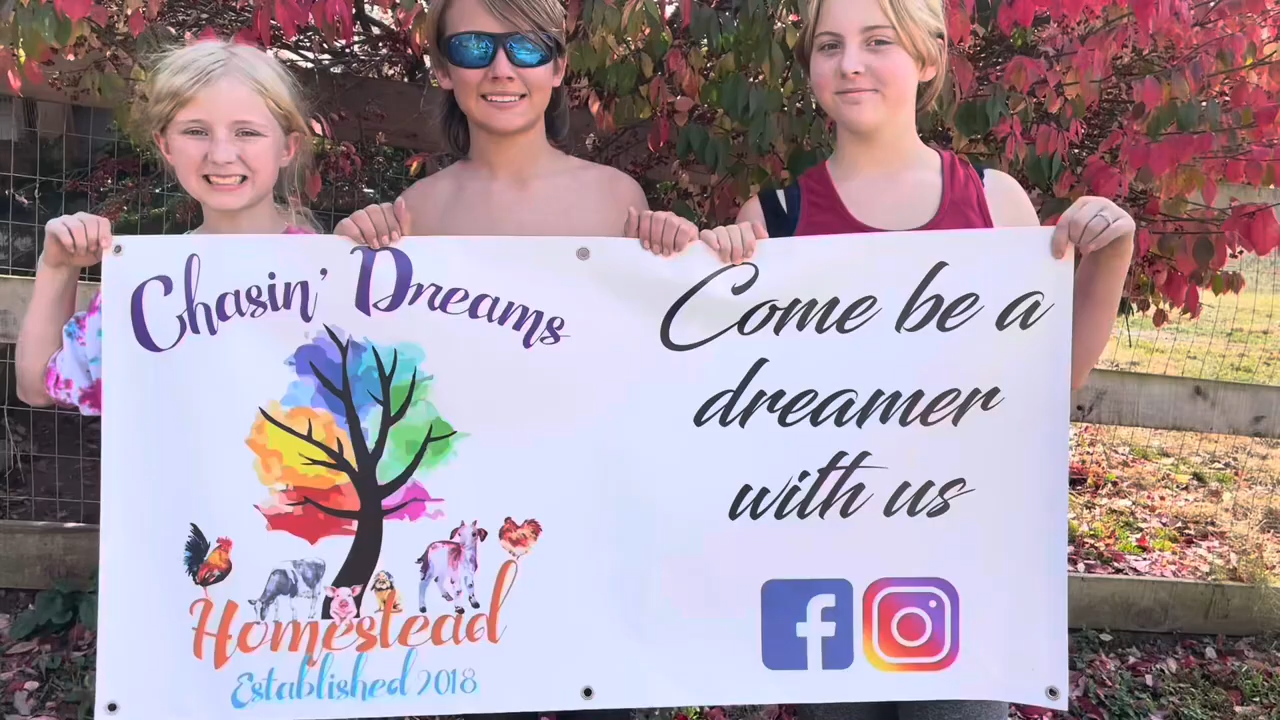 Chasin' Dreams
Homestead
Established 2018
Come be a
dreamer
with us